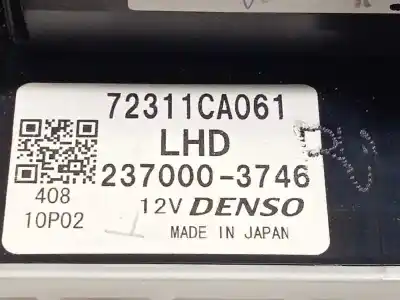 72311CA061
LHD
237000-3746
408
10P02
12V DENSO
MADE IN JAPAN